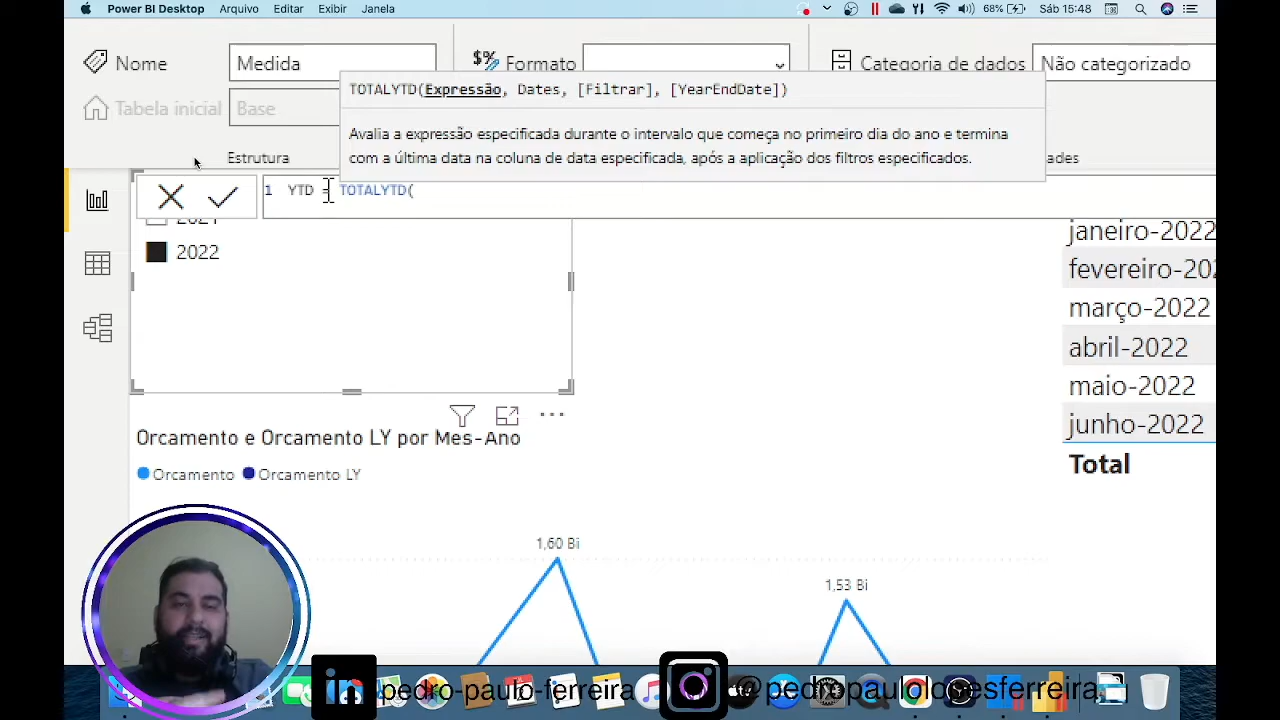 Power BI Desktop Arquivo Editar Exibir Janela 68% Sáb 15:48
Nome Medida $% Formato Categoria de dados Não categorizado
Tabela inicial Base
TOTALYTD(Expressão, Dates, [Filtrar], [YearEndDate])
Avalia a expressão especificada durante o intervalo que começa no primeiro dia do ano e termina
com a última data na coluna de data especificada, após a aplicação dos filtros especificados.
Estrutura
1 YTD = TOTALYTD(
2022
janeiro-2022
março-2022
abril-2022
maio-2022
junho-2022
Total
Orcamento e Orcamento LY por Mes-Ano
Orcamento Orcamento LY
1,60 Bi
1,53 Bi
in pedro-paulo-ferreira @pedropaulolopesferreira